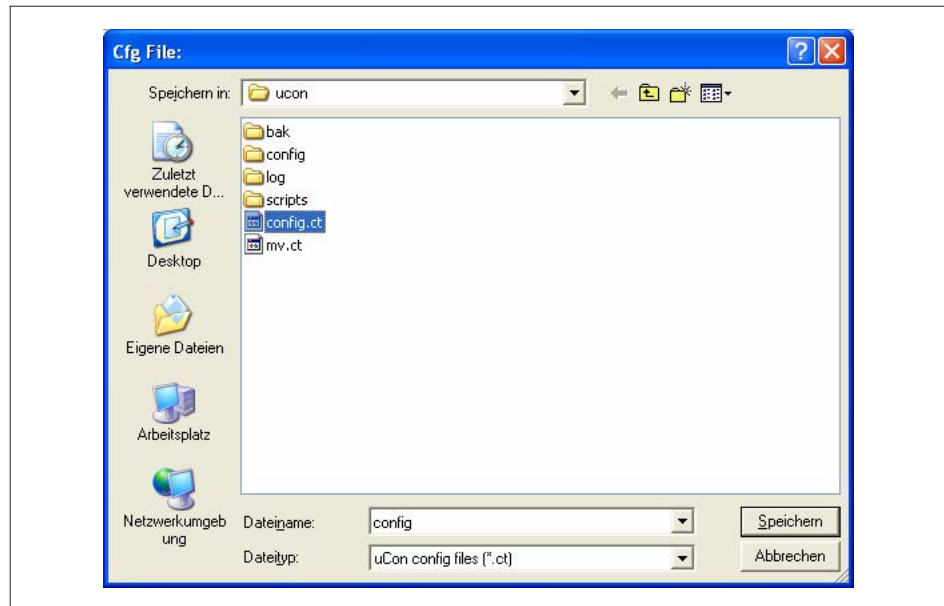 Cfg File:
Speichern in:
ucon
Zuletzt
verwendete D...
Desktop
Eigene Dateien
Arbeitsplatz
Netzwerkumgeb
ung
bak
config
log
scripts
config.ct
mv.ct
Dateiname:
config
Speichern
Dateityp:
uCon config files (*.ct)
Abbrechen